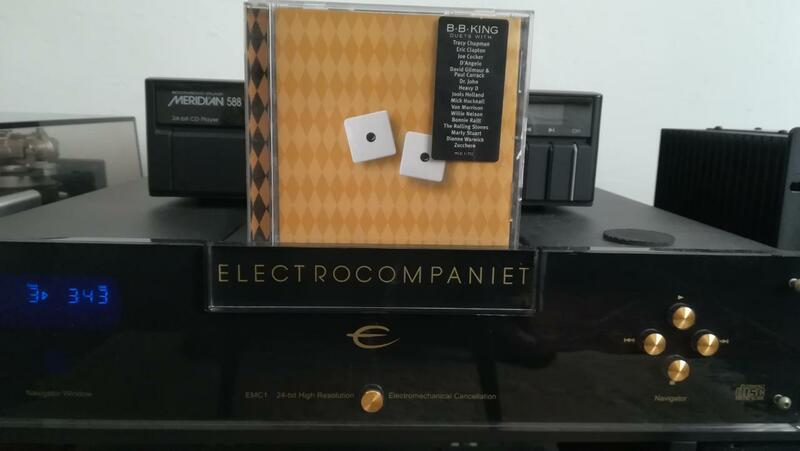 B·B·KING
DUETS WITH
Tracy Chapman
Eric Clapton
Joe Cocker
D'Angelo
David Gilmour &
Paul Carrack
Dr. John
Heavy D
Jools Holland
Mick Hucknall
Van Morrison
Willie Nelson
Bonnie Raitt
The Rolling Stones
Marty Stuart
Dionne Warwick
Zucchero
MERIDIAN 588
24-bit CD Player
ELECTROCOMPANIET
3 343
Navigator Window
EMC1 24-bit High Resolution
Electromechanical Cancellation
Navigator
disc